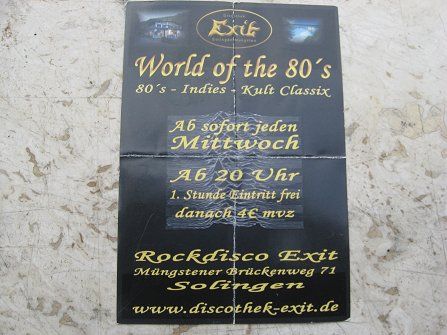 Exit
World of the 80´s
80´s - Indies - Kult Classix
Ab sofort jeden
Mittwoch
Ab 20 Uhr
1. Stunde Eintritt frei
danach 4€ mvz
Rockdisco Exit
Müngstener Brückenweg 71
Solingen
www.discothek-exit.de